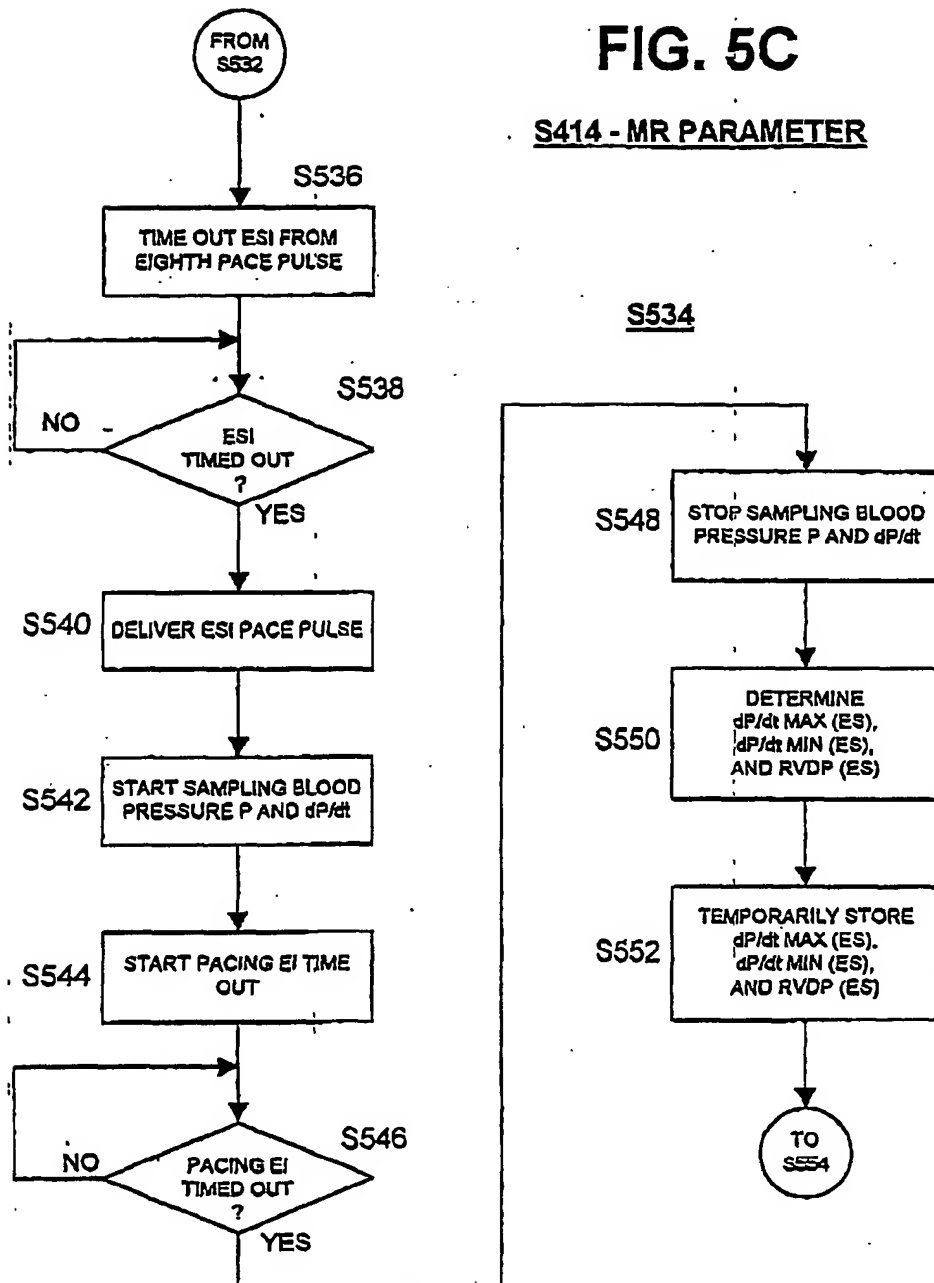 FIG. 5C
S414 - MR PARAMETER
FROM
S532
S536
TIME OUT ESI FROM
EIGHTH PACE PULSE
S538
NO
ESI
TIMED OUT
?
YES
S540
DELIVER ESI PACE PULSE
S542
START SAMPLING BLOOD
PRESSURE P AND dP/dt
S544
START PACING EI TIME
OUT
S546
NO
PACING EI
TIMED OUT
?
YES
S534
S548
STOP SAMPLING BLOOD
PRESSURE P AND dP/dt
S550
DETERMINE
dP/dt MAX (ES),
dP/dt MIN (ES),
AND RVDP (ES)
S552
TEMPORARILY STORE
dP/dt MAX (ES),
dP/dt MIN (ES),
AND RVDP (ES)
TO
S554